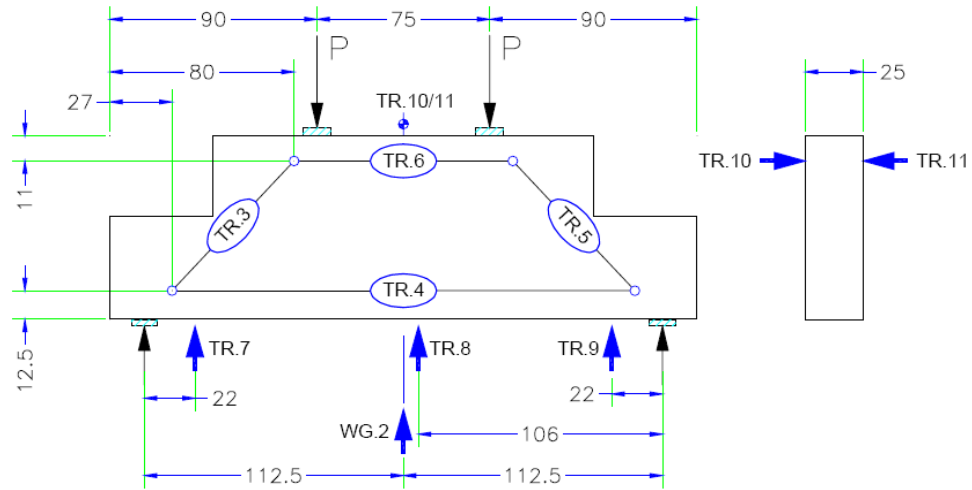 90 75 90
P P
80 25
27 TR.10/11
TR.6 TR.10 TR.11
11
TR.3 TR.5
TR.4
12.5
TR.7 TR.8 TR.9
22 22
WG.2 106
112.5 112.5